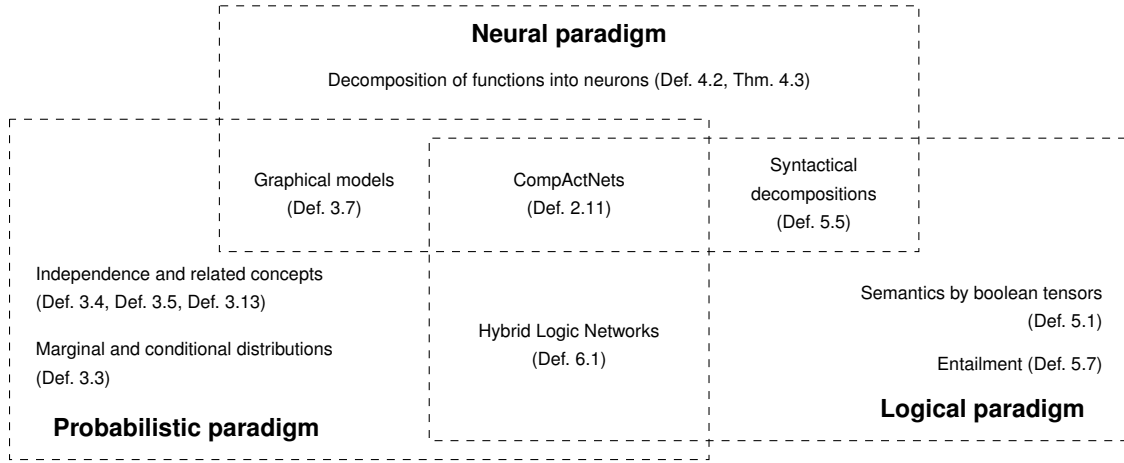 Neural paradigm
Decomposition of functions into neurons (Def. 4.2, Thm. 4.3)
Graphical models
(Def. 3.7)
CompActNets
(Def. 2.11)
Syntactical
decompositions
(Def. 5.5)
Independence and related concepts
(Def. 3.4, Def. 3.5, Def. 3.13)
Marginal and conditional distributions
(Def. 3.3)
Probabilistic paradigm
Hybrid Logic Networks
(Def. 6.1)
Semantics by boolean tensors
(Def. 5.1)
Entailment (Def. 5.7)
Logical paradigm